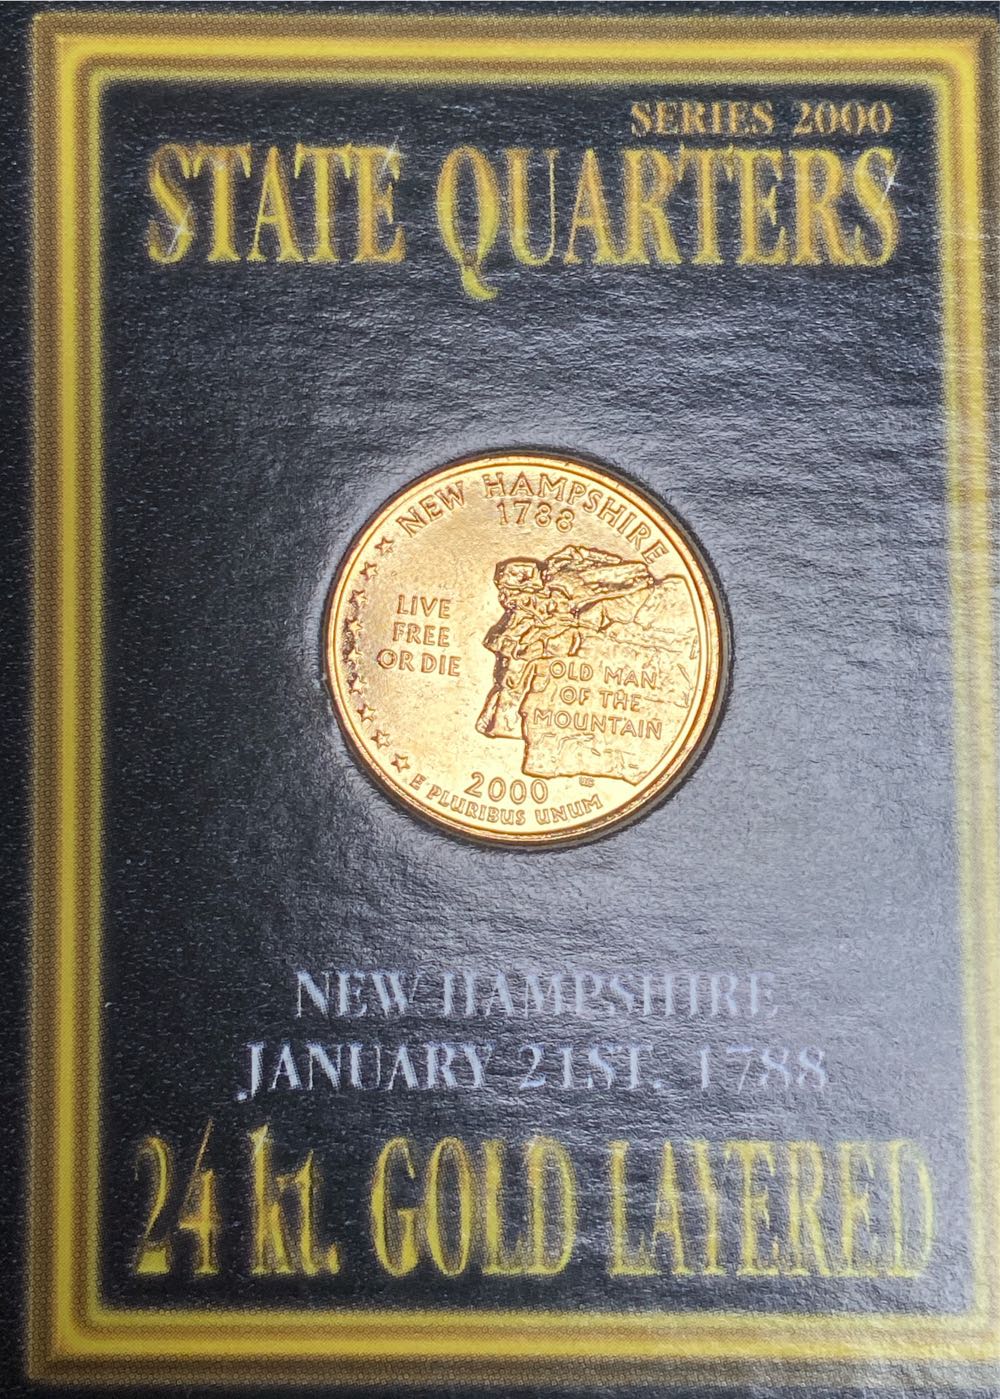 SERIES 2000
STATE QUARTERS
NEW HAMPSHIRE
1788
LIVE
FREE
OR DIE
OLD MAN
OF THE
MOUNTAIN
2000
E PLURIBUS UNUM
NEW HAMPSHIRE
JANUARY 21ST, 1788
24 kt. GOLD LAYERED